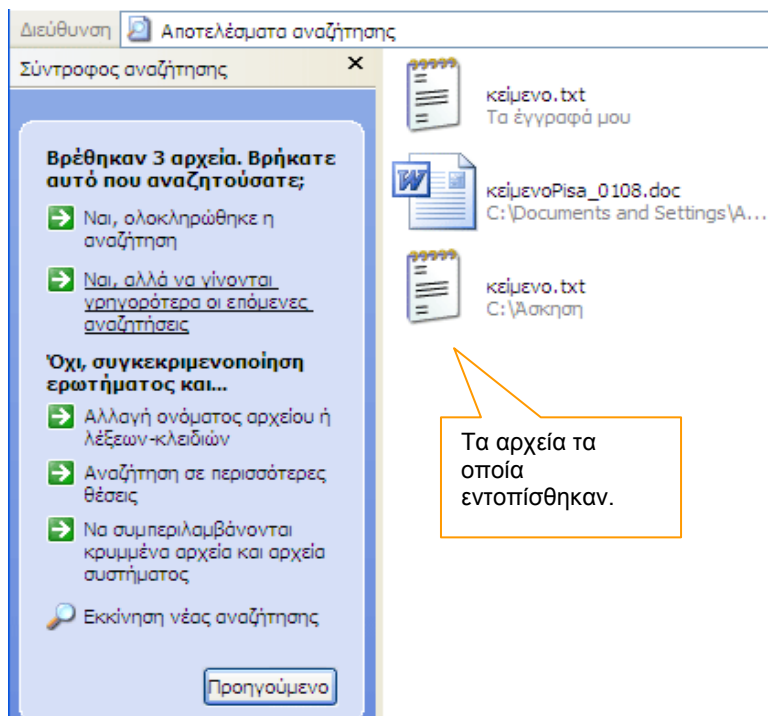 Διεύθυνση Αποτελέσματα αναζήτησης
Σύντροφος αναζήτησης
Βρέθηκαν 3 αρχεία. Βρήκατε
αυτό που αναζητούσατε;
Ναι, ολοκληρώθηκε η
αναζήτηση
Ναι, αλλά να γίνονται
γρηγορότερα οι επόμενες
αναζητήσεις
Όχι, συγκεκριμενοποίηση
ερωτήματος και...
Αλλαγή ονόματος αρχείου ή
λέξεων-κλειδιών
Αναζήτηση σε περισσότερες
θέσεις
Να συμπεριλαμβάνονται
κρυμμένα αρχεία και αρχεία
συστήματος
Εκκίνηση νέας αναζήτησης
Προηγούμενο
κείμενο.txt
Τα έγγραφά μου
κείμενοPisa_0108.doc
C:\Documents and Settings\A...
κείμενο.txt
C:\Άσκηση
Τα αρχεία τα
οποία
εντοπίσθηκαν.